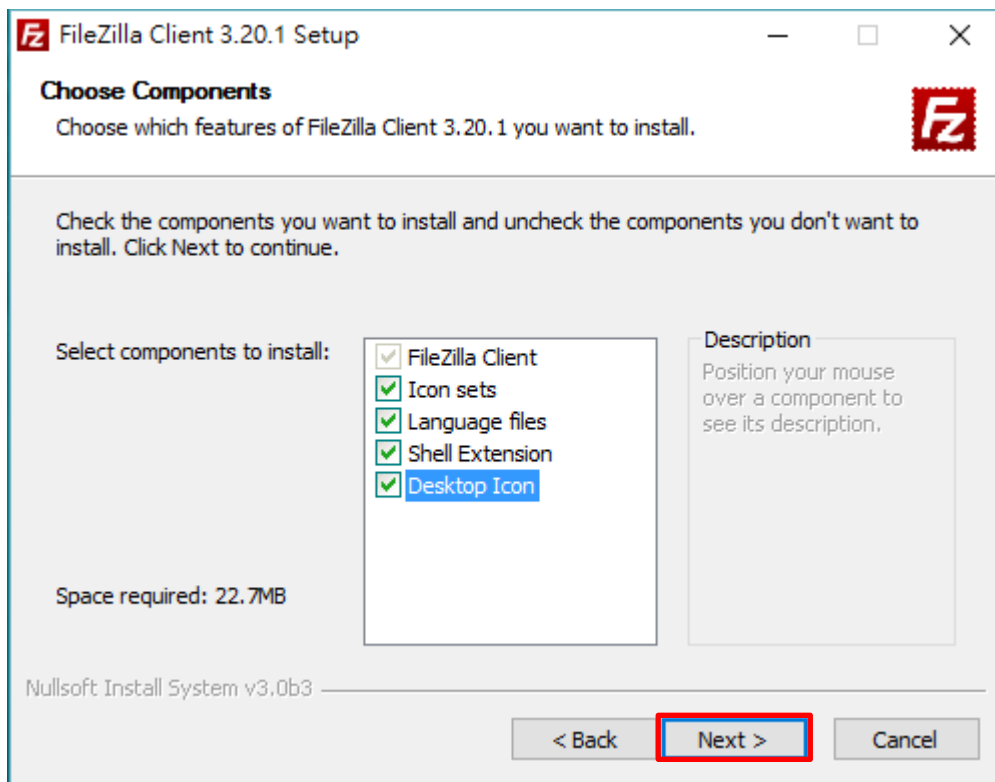 FileZilla Client 3.20.1 Setup
Choose Components
Choose which features of FileZilla Client 3.20.1 you want to install.
Fz
Check the components you want to install and uncheck the components you don't want to
install. Click Next to continue.
Select components to install:
FileZilla Client
Icon sets
Language files
Shell Extension
Desktop Icon
Description
Position your mouse
over a component to
see its description.
Space required: 22.7MB
Nullsoft Install System v3.0b3
< Back
Next >
Cancel